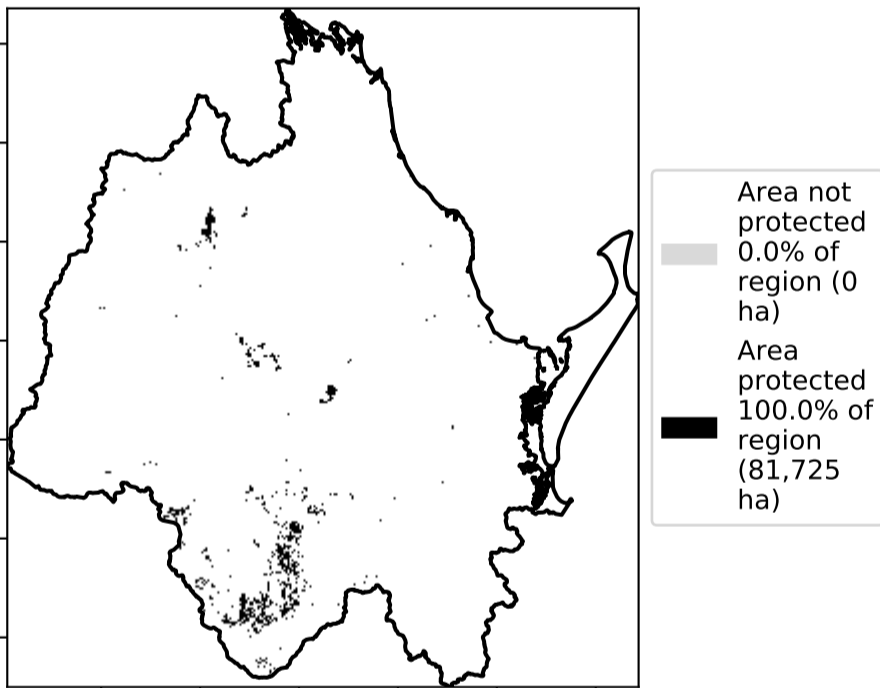 Area not
protected
0.0% of
region (0
ha)
Area
protected
100.0% of
region
(81,725
ha)